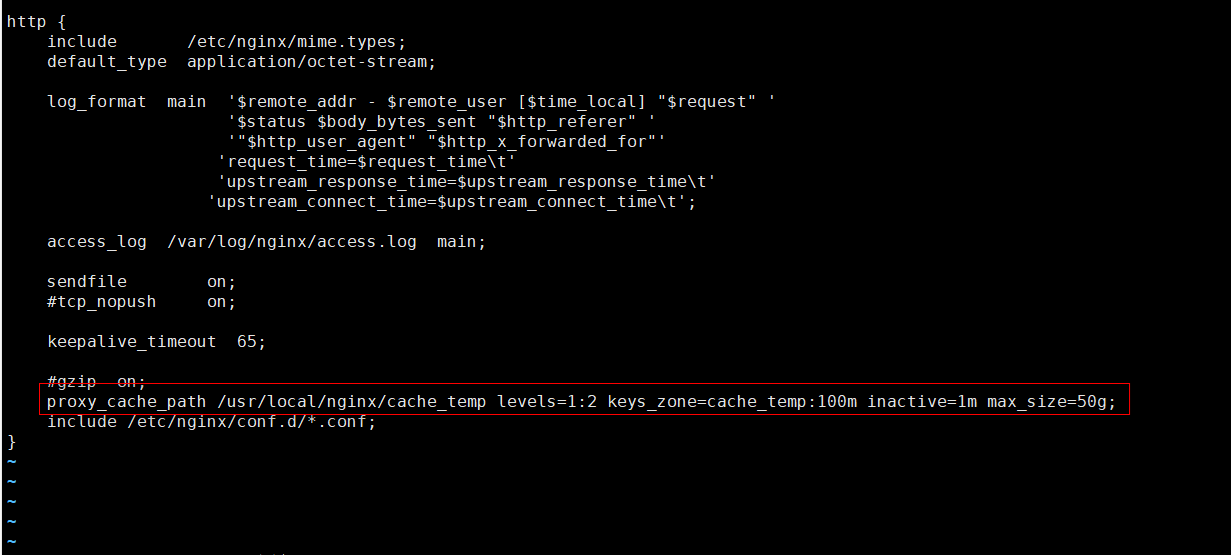 http {
    include       /etc/nginx/mime.types;
    default_type  application/octet-stream;
    log_format  main  '$remote_addr - $remote_user [$time_local] "$request" '
                      '$status $body_bytes_sent "$http_referer" '
                      '"$http_user_agent" "$http_x_forwarded_for"'
                     'request_time=$request_time\t'
                     'upstream_response_time=$upstream_response_time\t'
                    'upstream_connect_time=$upstream_connect_time\t';
    access_log  /var/log/nginx/access.log  main;
    sendfile        on;
    #tcp_nopush     on;
    keepalive_timeout  65;
    #gzip  on;
    proxy_cache_path /usr/local/nginx/cache_temp levels=1:2 keys_zone=cache_temp:100m inactive=1m max_size=50g;
    include /etc/nginx/conf.d/*.conf;
}
~
~
~
~
~